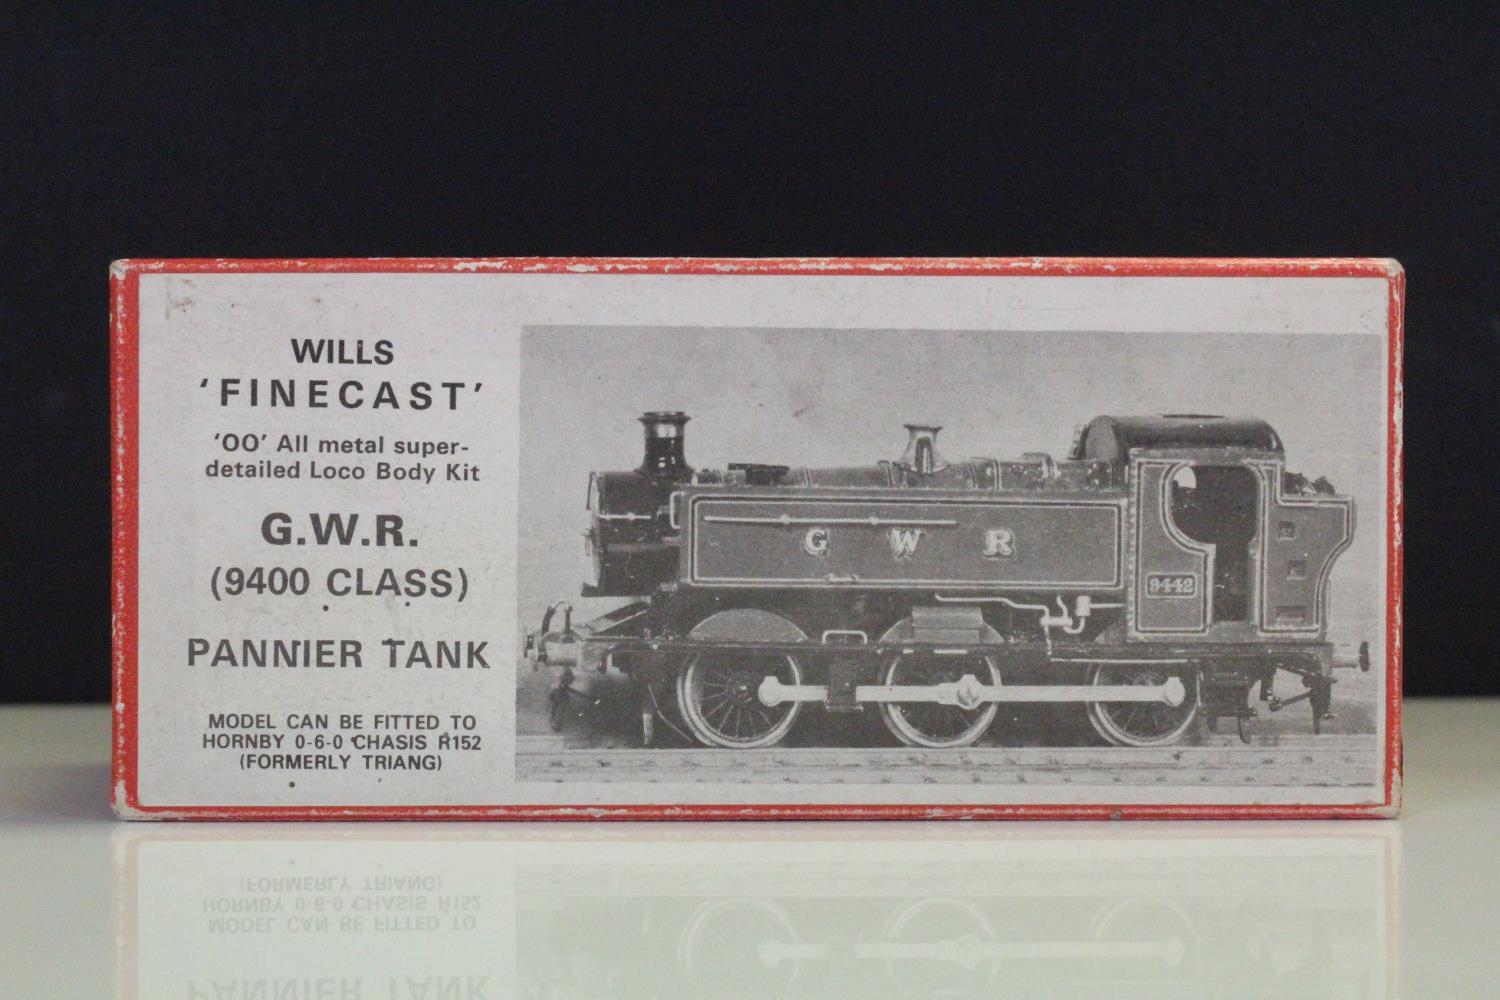 WILLS
‘FINECAST’
‘OO’ All metal super-
detailed Loco Body Kit
G.W.R.
(9400 CLASS)
PANNIER TANK
MODEL CAN BE FITTED TO
HORNBY 0-6-0 CHASIS R152
(FORMERLY TRIANG)
G W R
9442